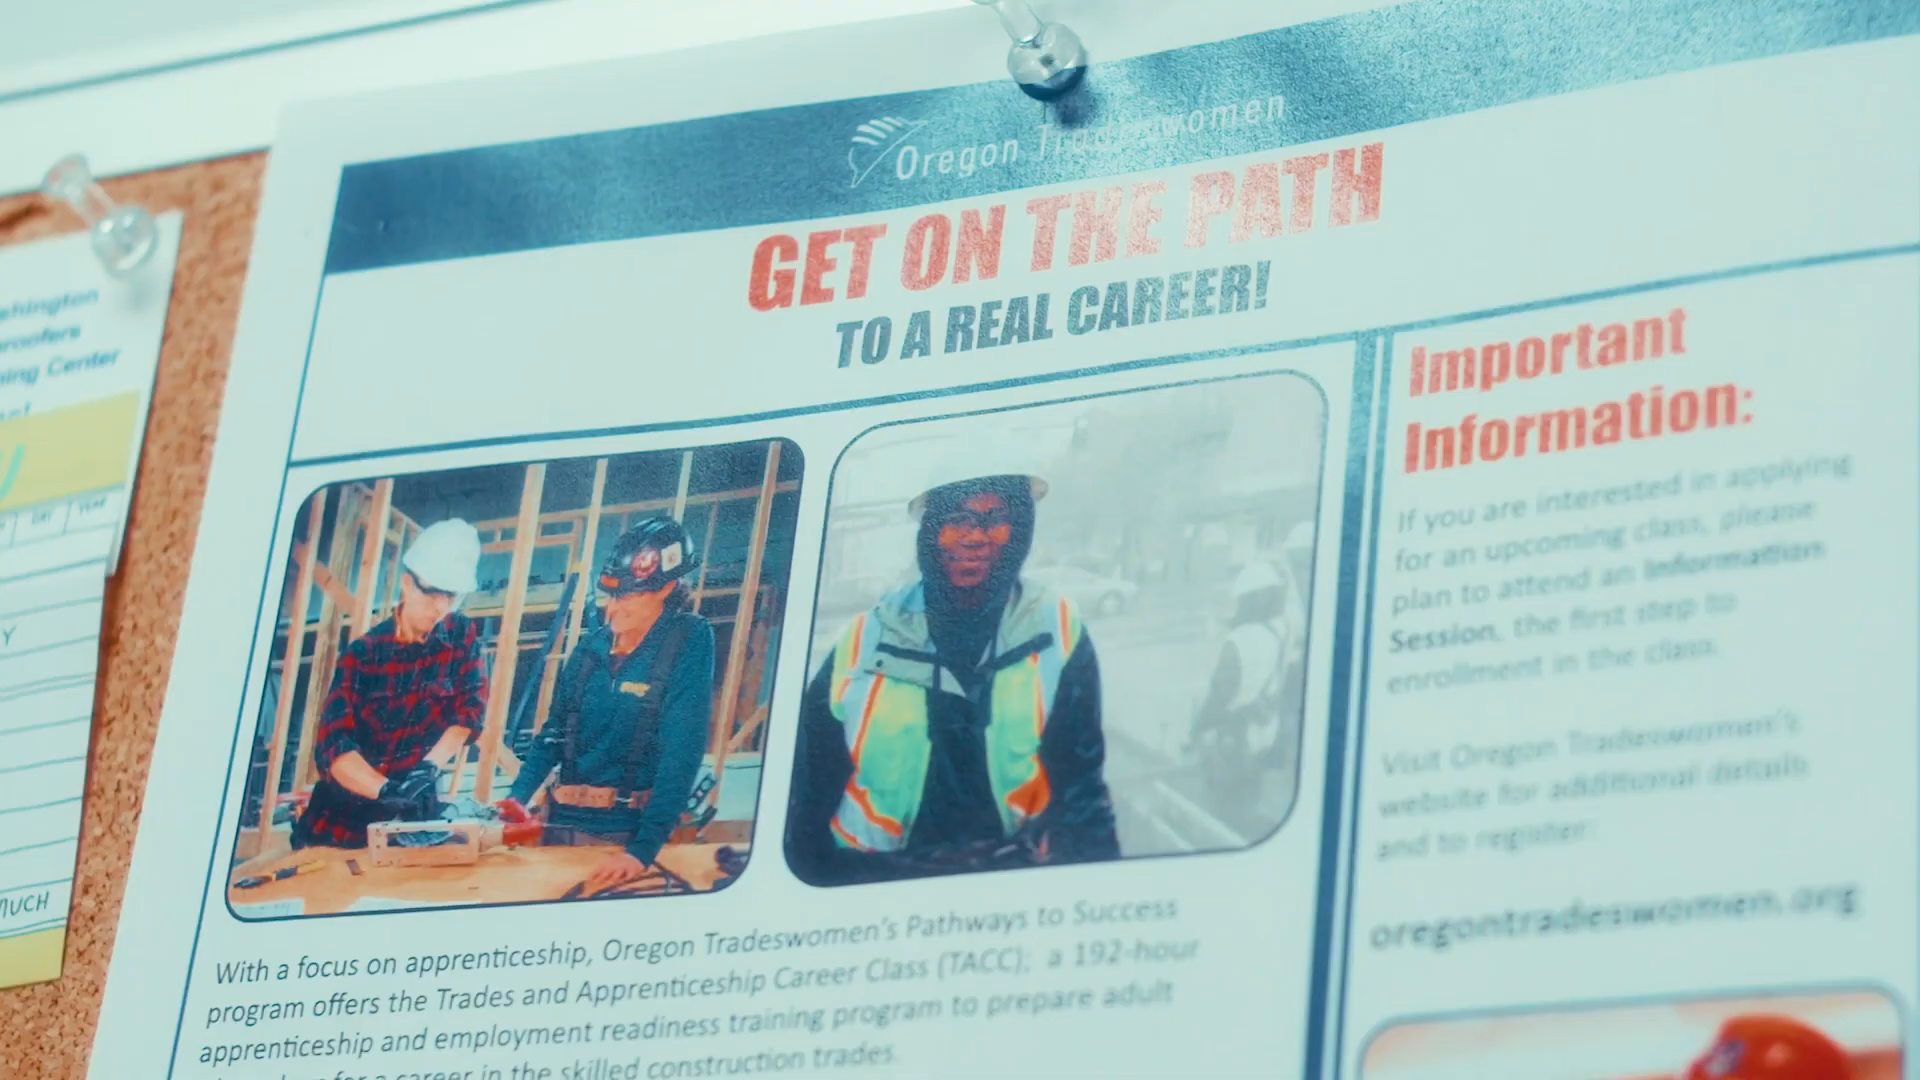 Oregon Tradeswomen
GET ON THE PATH
TO A REAL CAREER!
Important
Information:
If you are interested in applying
for an upcoming class, please
plan to attend an Information
Session, the first step to
enrollment in the class.
Visit Oregon Tradeswomen's
website for additional details
and to register:
oregontradeswomen.org
With a focus on apprenticeship, Oregon Tradeswomen's Pathways to Success
program offers the Trades and Apprenticeship Career Class (TACC); a 192-hour
apprenticeship and employment readiness training program to prepare adult
for a career in the skilled construction trades.
Center
DAY YEAR
Y
MUCH